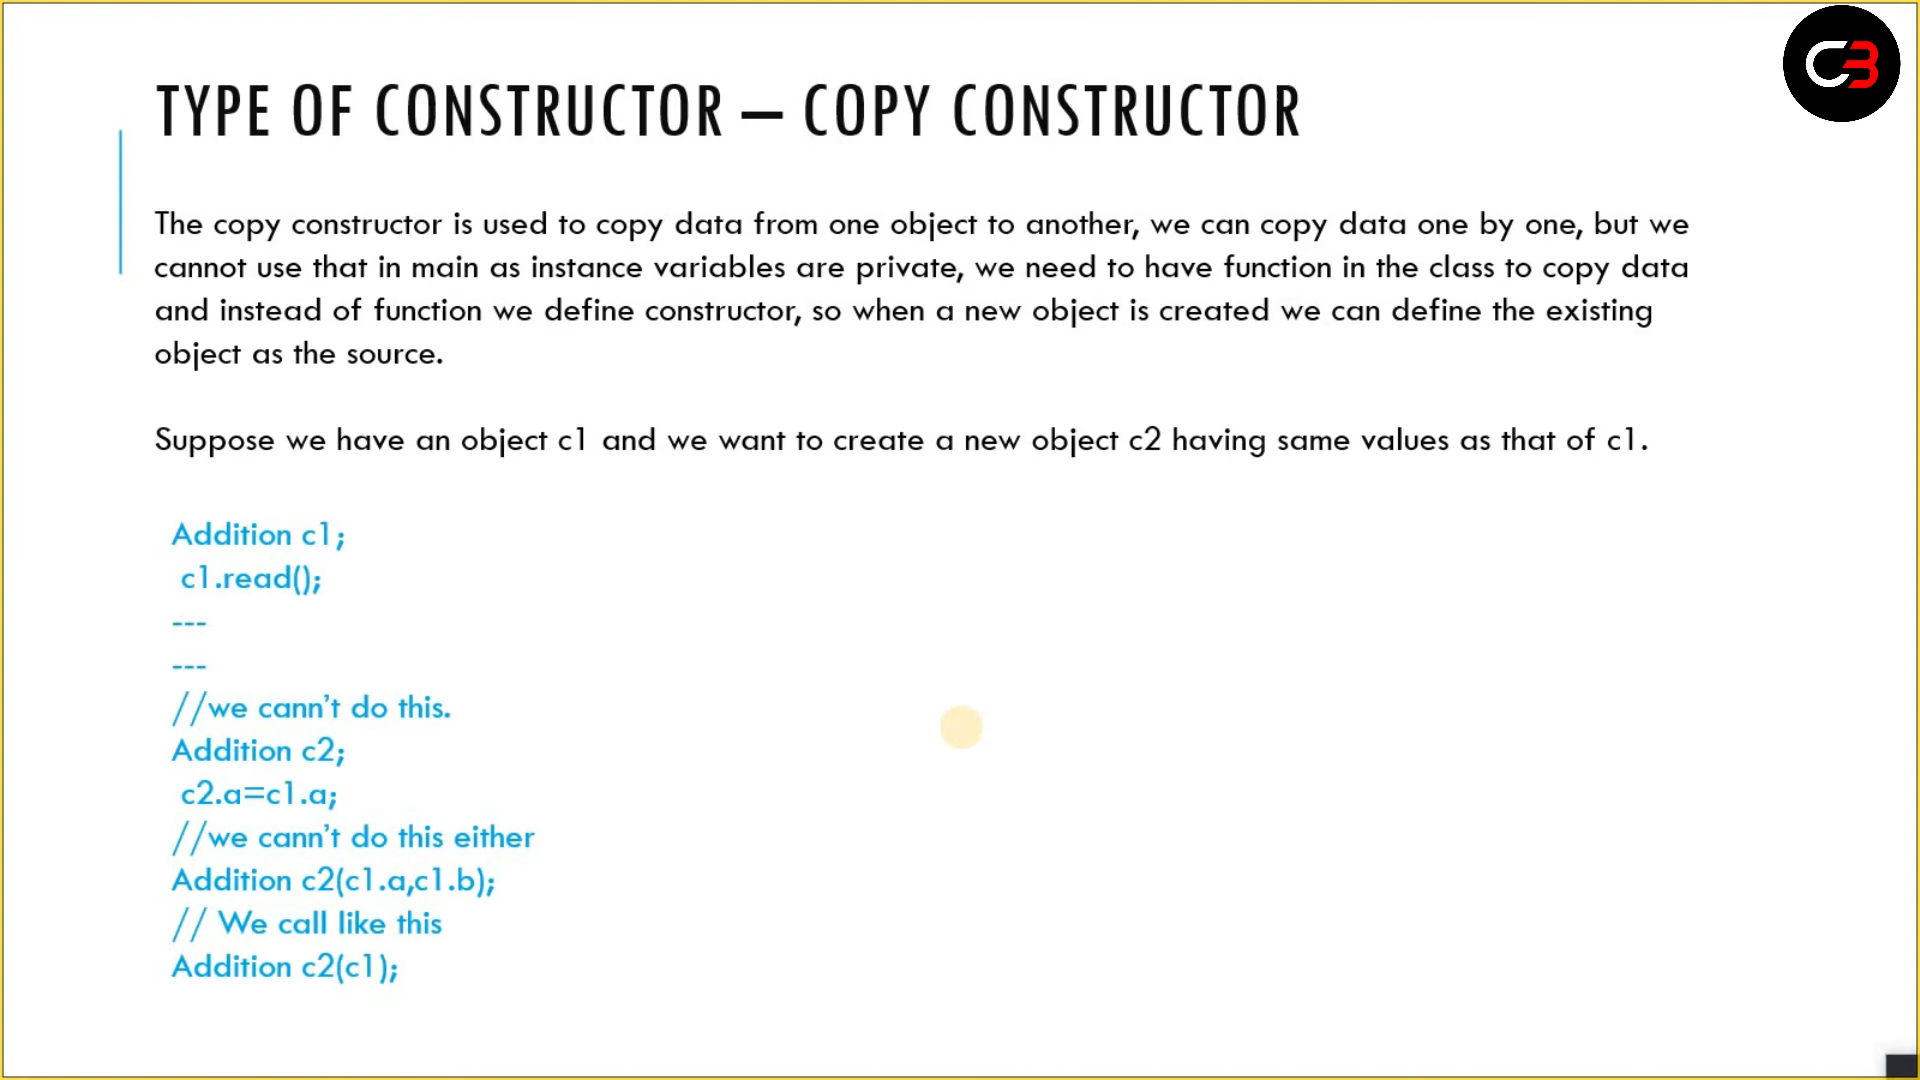 TYPE OF CONSTRUCTOR – COPY CONSTRUCTOR
C3
The copy constructor is used to copy data from one object to another, we can copy data one by one, but we
cannot use that in main as instance variables are private, we need to have function in the class to copy data
and instead of function we define constructor, so when a new object is created we can define the existing
object as the source.
Suppose we have an object c1 and we want to create a new object c2 having same values as that of c1.
Addition c1;
c1.read();
---
---
//we cann’t do this.
Addition c2;
c2.a=c1.a;
//we cann’t do this either
Addition c2(c1.a,c1.b);
// We call like this
Addition c2(c1);